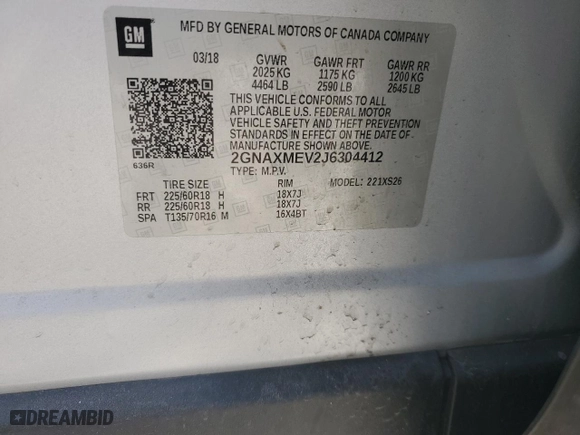 GM
MFD BY GENERAL MOTORS OF CANADA COMPANY
03/18 GVWR GAWR FRT GAWR RR
2025 KG 1175 KG 1200 KG
4464 LB 2590 LB 2645 LB
THIS VEHICLE CONFORMS TO ALL
APPLICABLE U.S. FEDERAL MOTOR
VEHICLE SAFETY AND THEFT PREVENTION
STANDARDS IN EFFECT ON THE DATE OF
MANUFACTURE SHOWN ABOVE.
2GNAXMEV2J6304412
636R
TYPE: M.P.V. MODEL: 221XS26
TIRE SIZE RIM
FRT 225/60R18 H 18X7J
RR 225/60R18 H 18X7J
SPA T135/70R16 M 16X4BT
DREAMBID